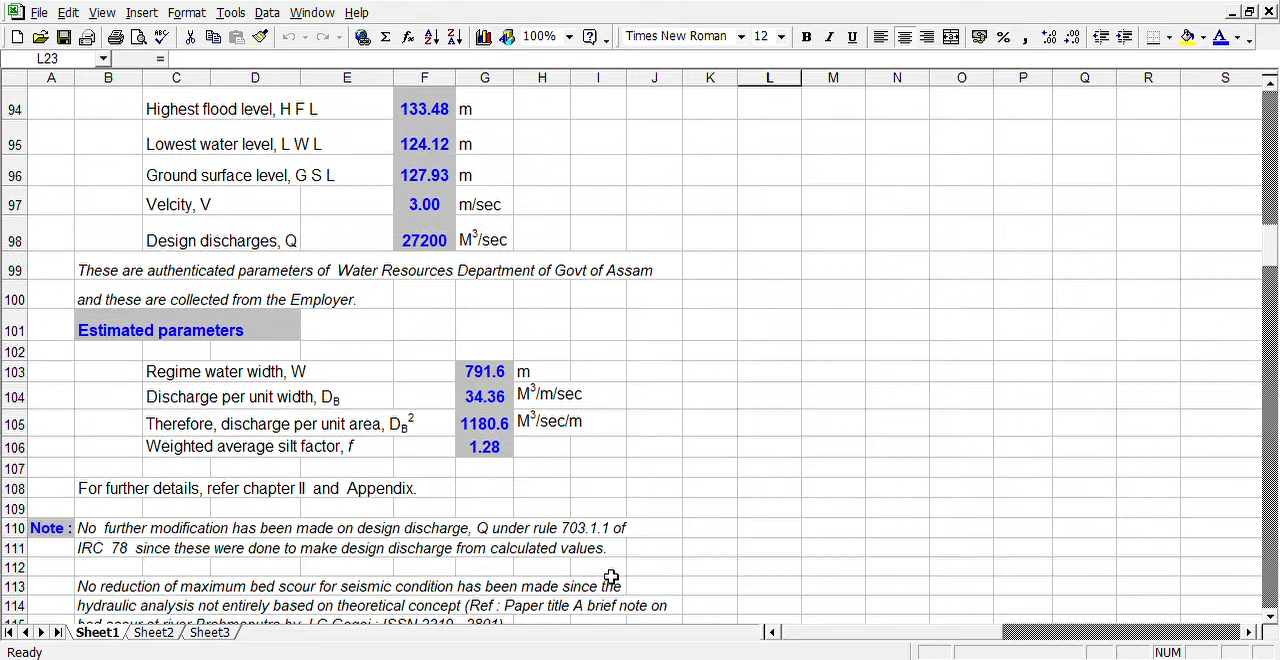 File Edit View Insert Format Tools Data Window Help
100% Times New Roman 12 B I U
L23 =
A B C D E F G H I J K L M N O P Q R S
94 Highest flood level, H F L 133.48 m
95 Lowest water level, L W L 124.12 m
96 Ground surface level, G S L 127.93 m
97 Velcity, V 3.00 m/sec
98 Design discharges, Q 27200 M³/sec
99 These are authenticated parameters of Water Resources Department of Govt of Assam
100 and these are collected from the Employer.
101 Estimated parameters
102
103 Regime water width, W 791.6 m
104 Discharge per unit width, D_B 34.36 M³/m/sec
105 Therefore, discharge per unit area, D_B² 1180.6 M³/sec/m
106 Weighted average silt factor, f 1.28
107
108 For further details, refer chapter II and Appendix.
109
110 Note : No further modification has been made on design discharge, Q under rule 703.1.1 of
111 IRC 78 since these were done to make design discharge from calculated values.
112
113 No reduction of maximum bed scour for seismic condition has been made since the
114 hydraulic analysis not entirely based on theoretical concept (Ref : Paper title A brief note on
Sheet1 Sheet2 Sheet3
Ready NUM